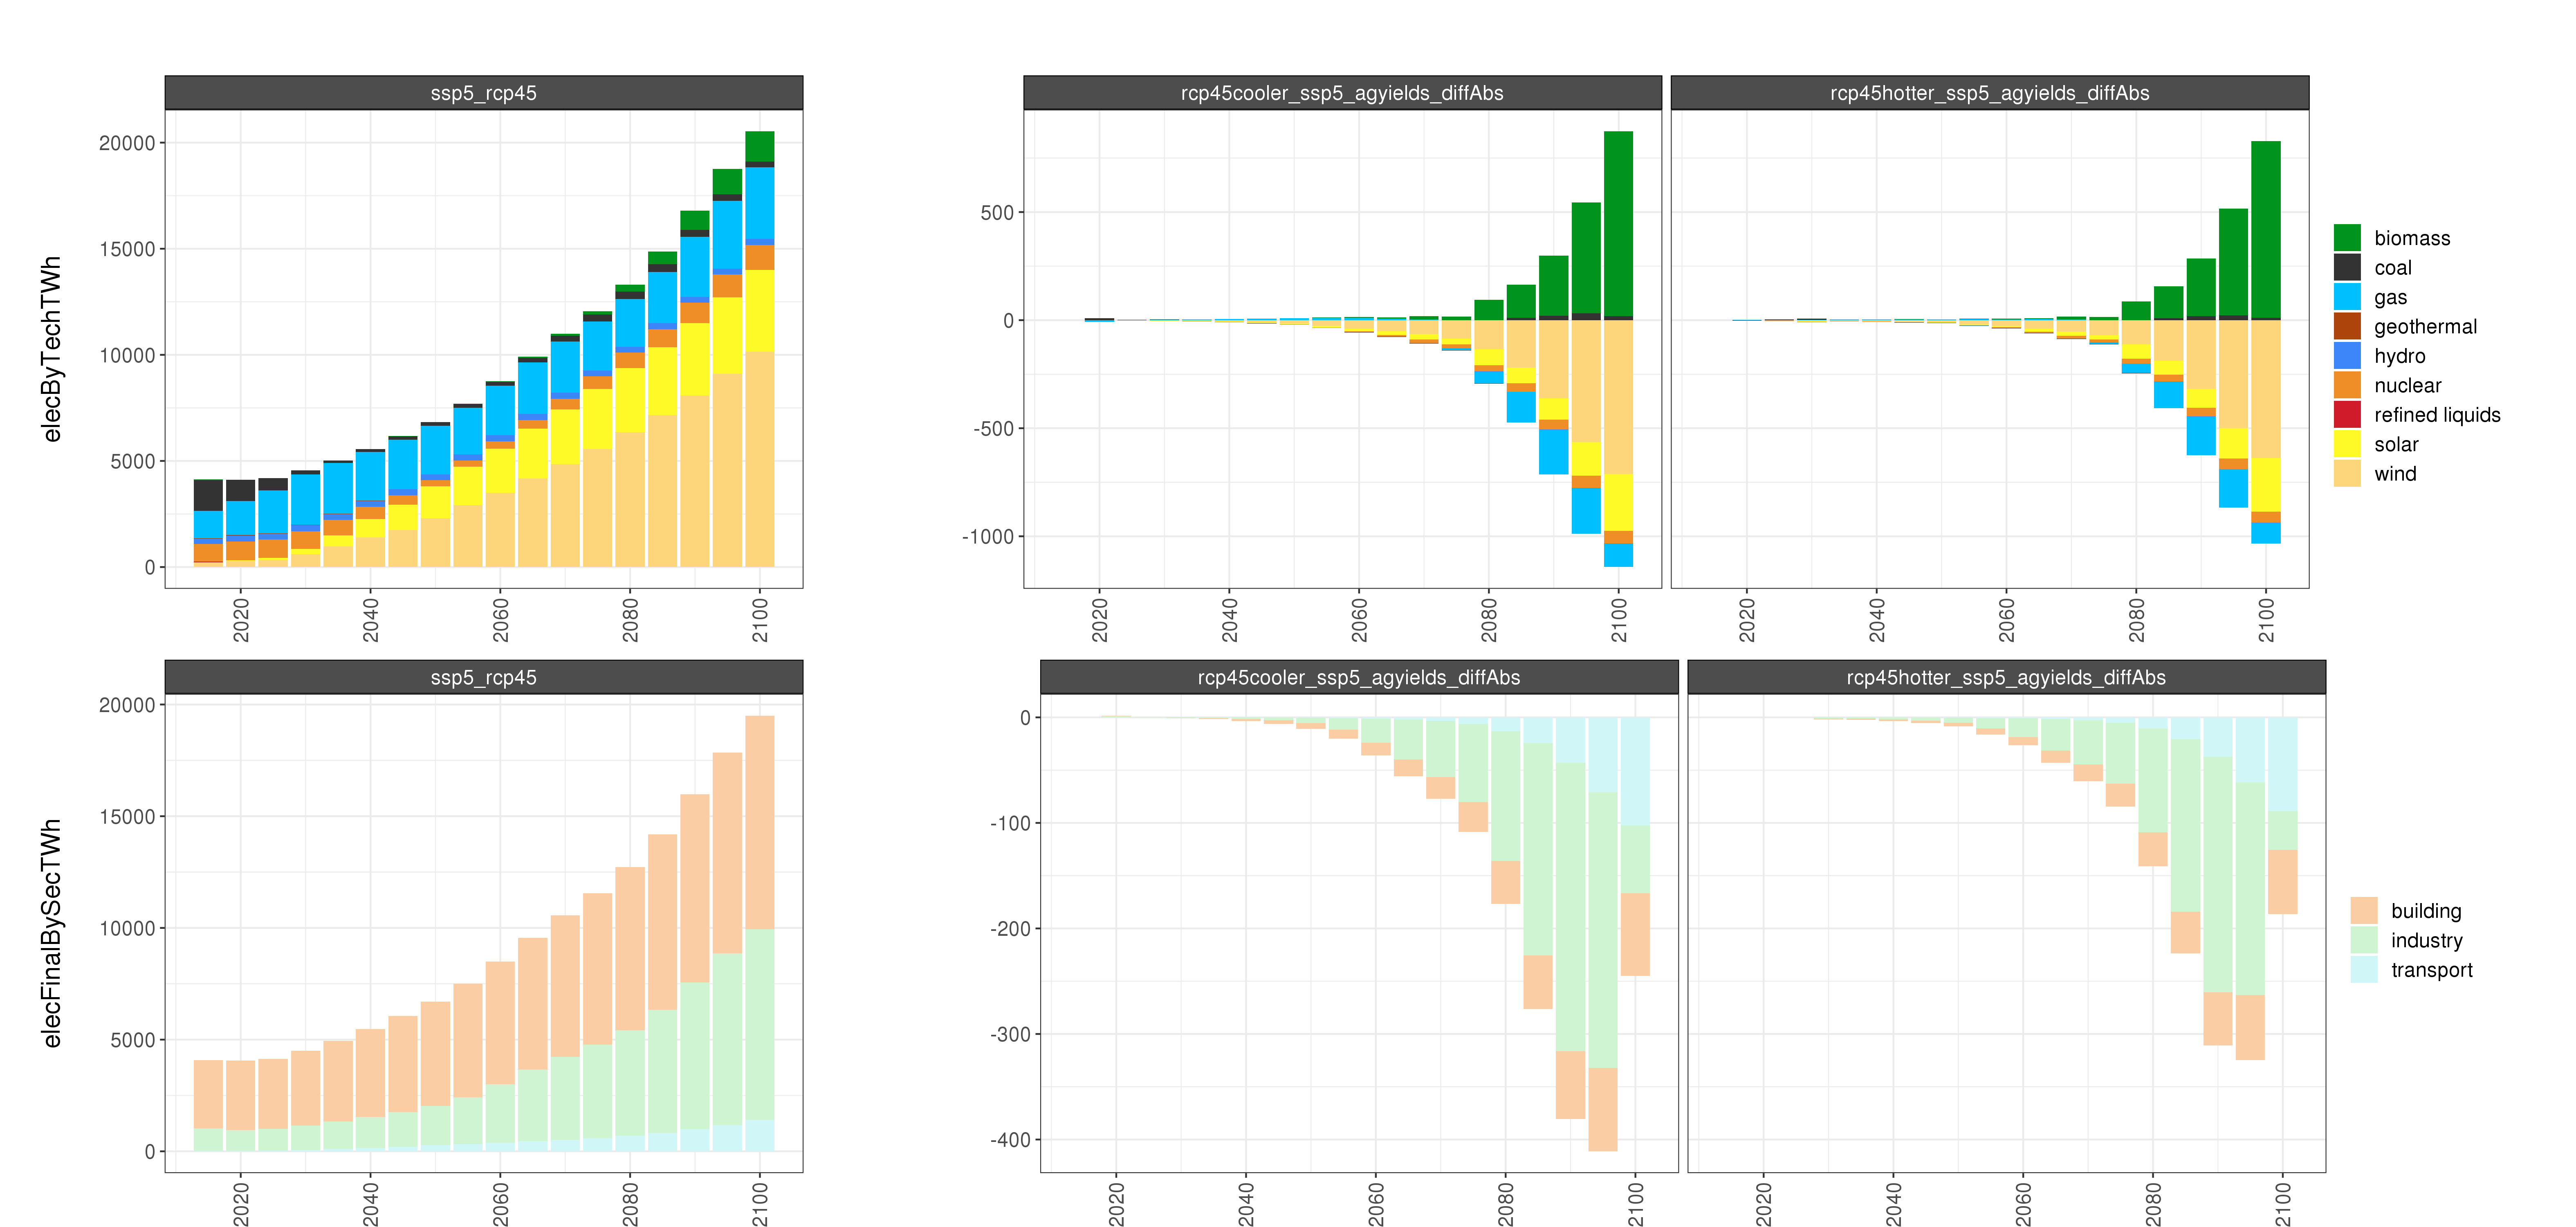 ssp5_rcp45
rcp45cooler_ssp5_agyields_diffAbs
rcp45hotter_ssp5_agyields_diffAbs
elecByTechTWh
20000
15000
10000
5000
0
2020
2040
2060
2080
2100
500
0
-500
-1000
2020
2040
2060
2080
2100
2020
2040
2060
2080
2100
biomass
coal
gas
geothermal
hydro
nuclear
refined liquids
solar
wind
ssp5_rcp45
rcp45cooler_ssp5_agyields_diffAbs
rcp45hotter_ssp5_agyields_diffAbs
elecFinalBySecTWh
20000
15000
10000
5000
0
2020
2040
2060
2080
2100
0
-100
-200
-300
-400
2020
2040
2060
2080
2100
2020
2040
2060
2080
2100
building
industry
transport